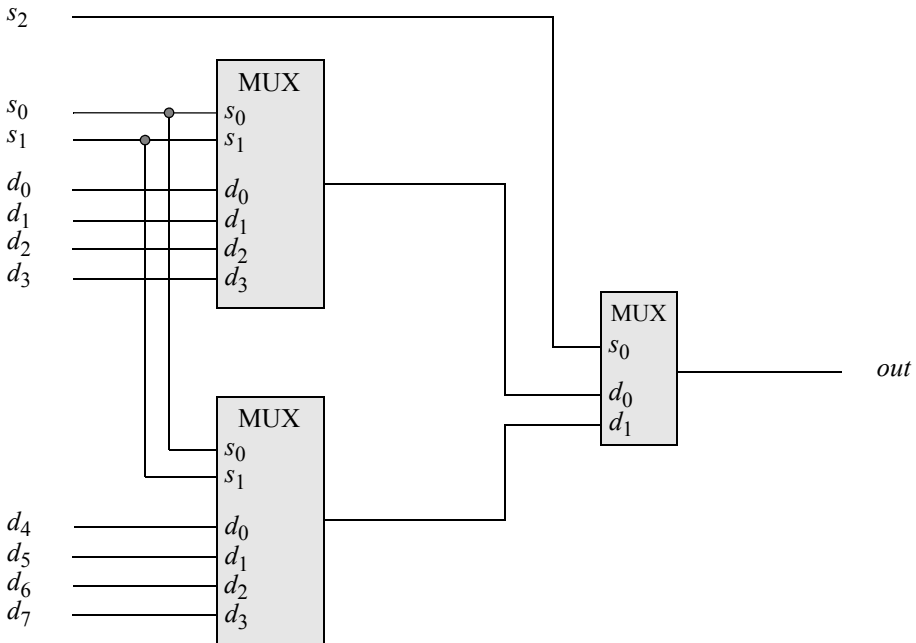 s2
MUX
s0 s0
s1 s1
d0 d0
d1 d1
d2 d2
d3 d3
MUX
s0
d0
d1
out
MUX
s0
s1
d4 d0
d5 d1
d6 d2
d7 d3